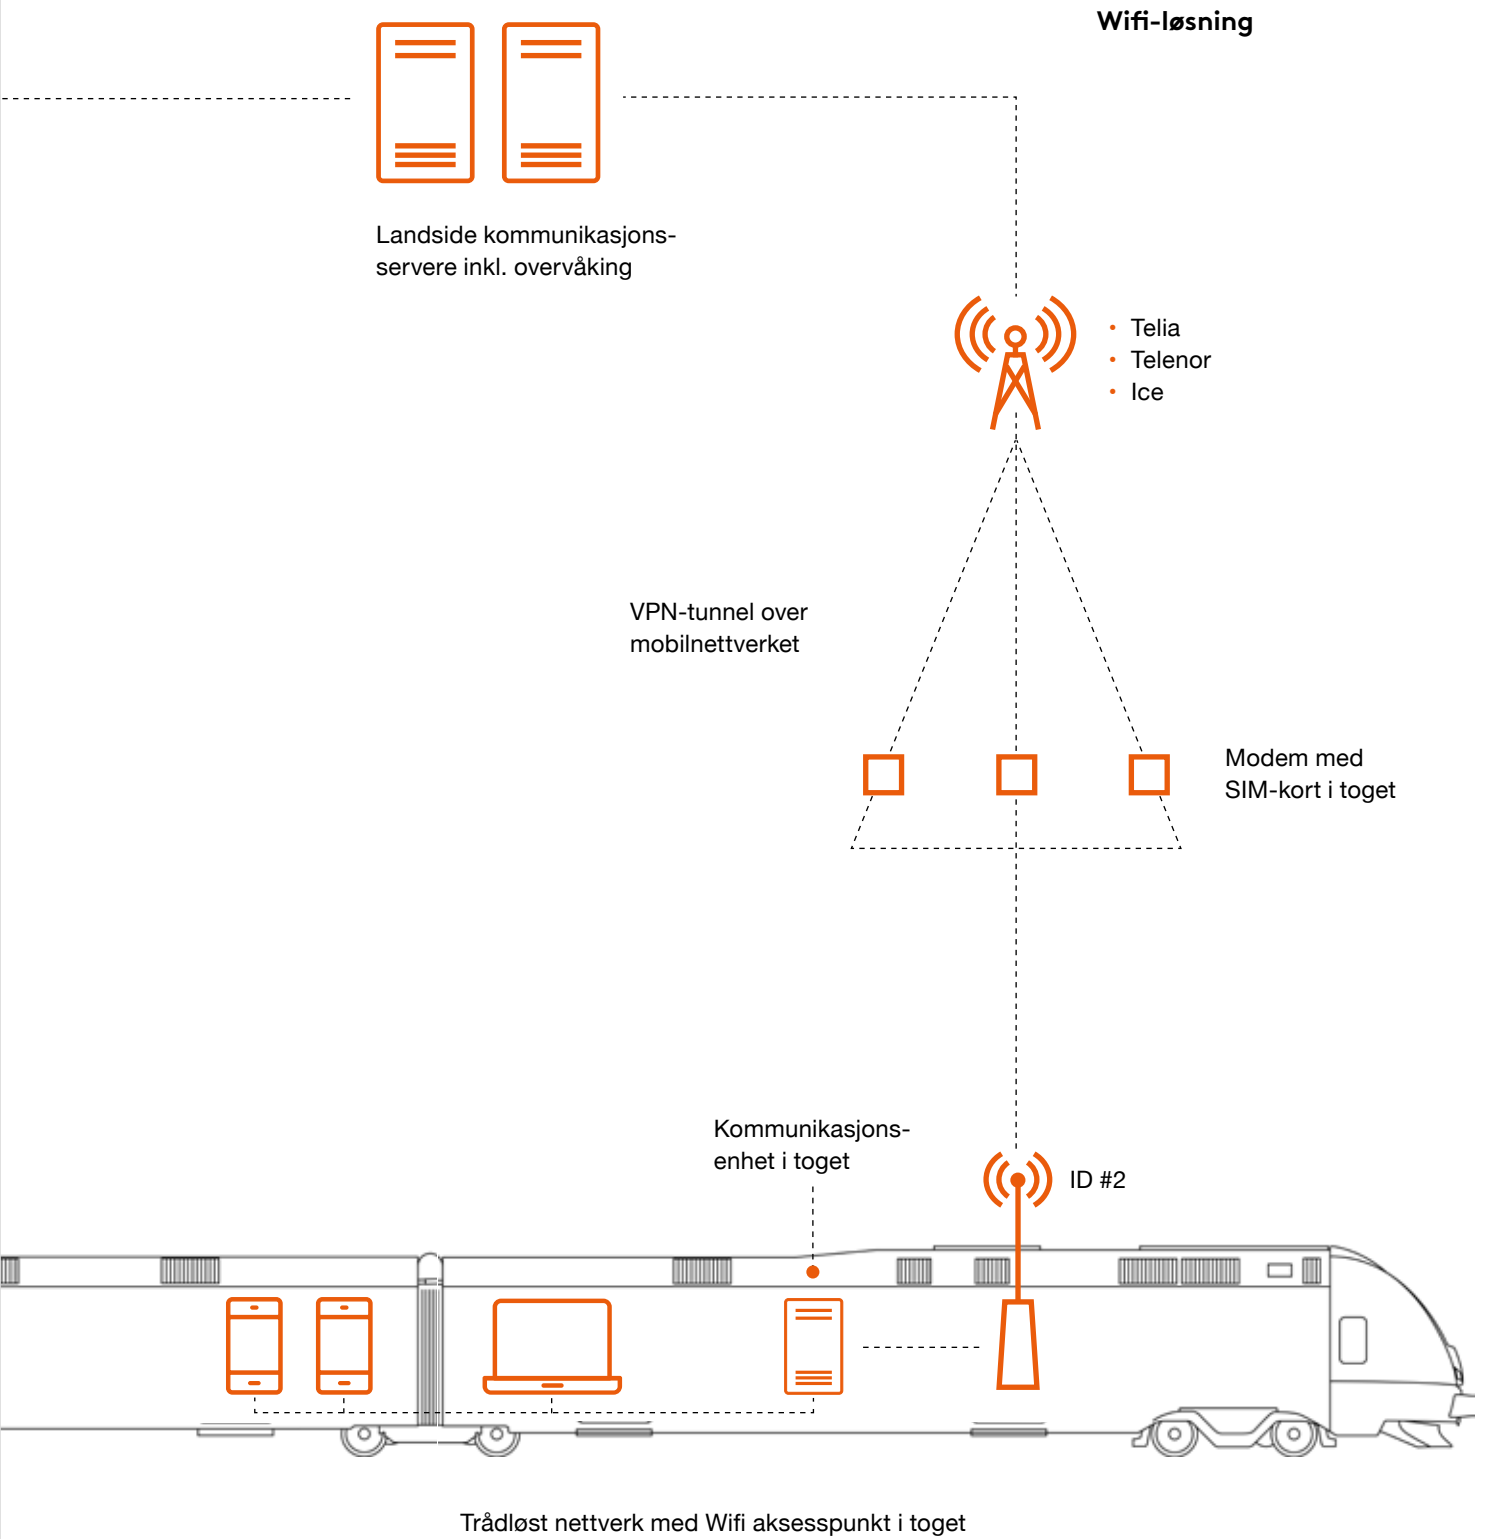 Wifi-løsning
Landside kommunikasjons-
servere inkl. overvåking
• Telia
• Telenor
• Ice
VPN-tunnel over
mobilnettverket
Modem med
SIM-kort i toget
Kommunikasjons-
enhet i toget
ID #2
Trådløst nettverk med Wifi aksesspunkt i toget